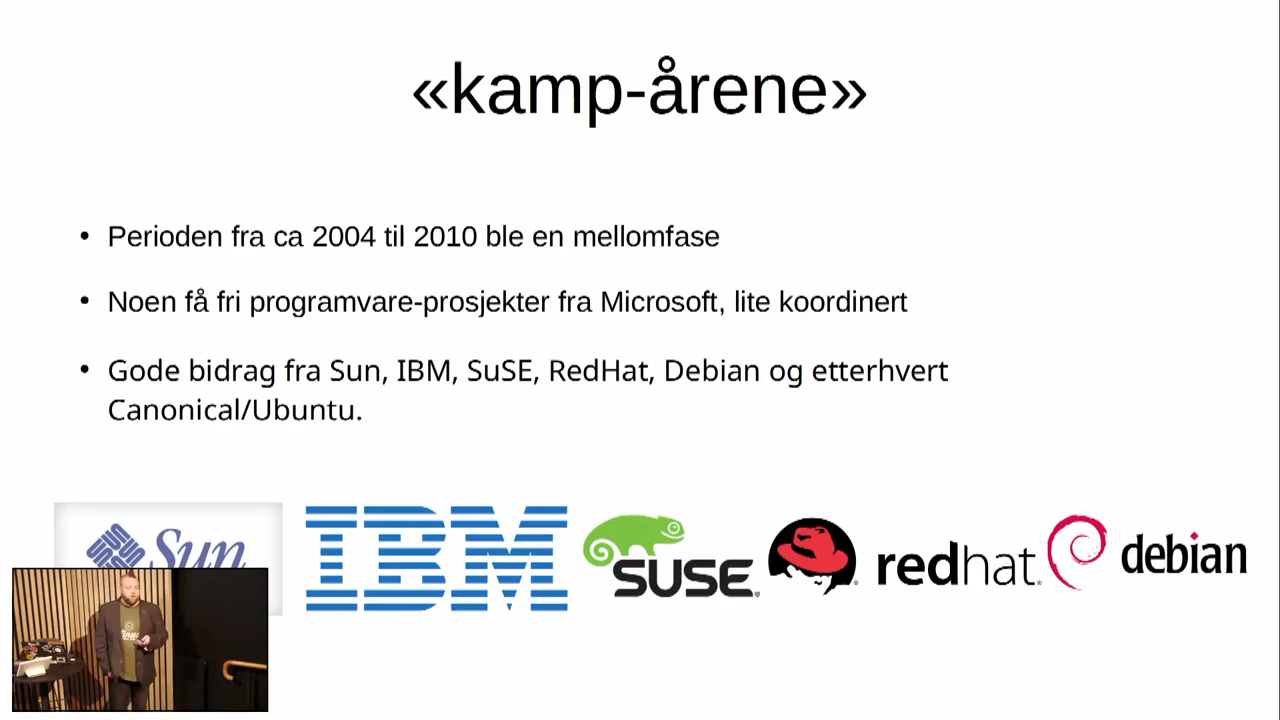 «kamp-årene»
• Perioden fra ca 2004 til 2010 ble en mellomfase
• Noen få fri programvare-prosjekter fra Microsoft, lite koordinert
• Gode bidrag fra Sun, IBM, SuSE, RedHat, Debian og etterhvert
Canonical/Ubuntu.
Sun IBM SUSE redhat. debian